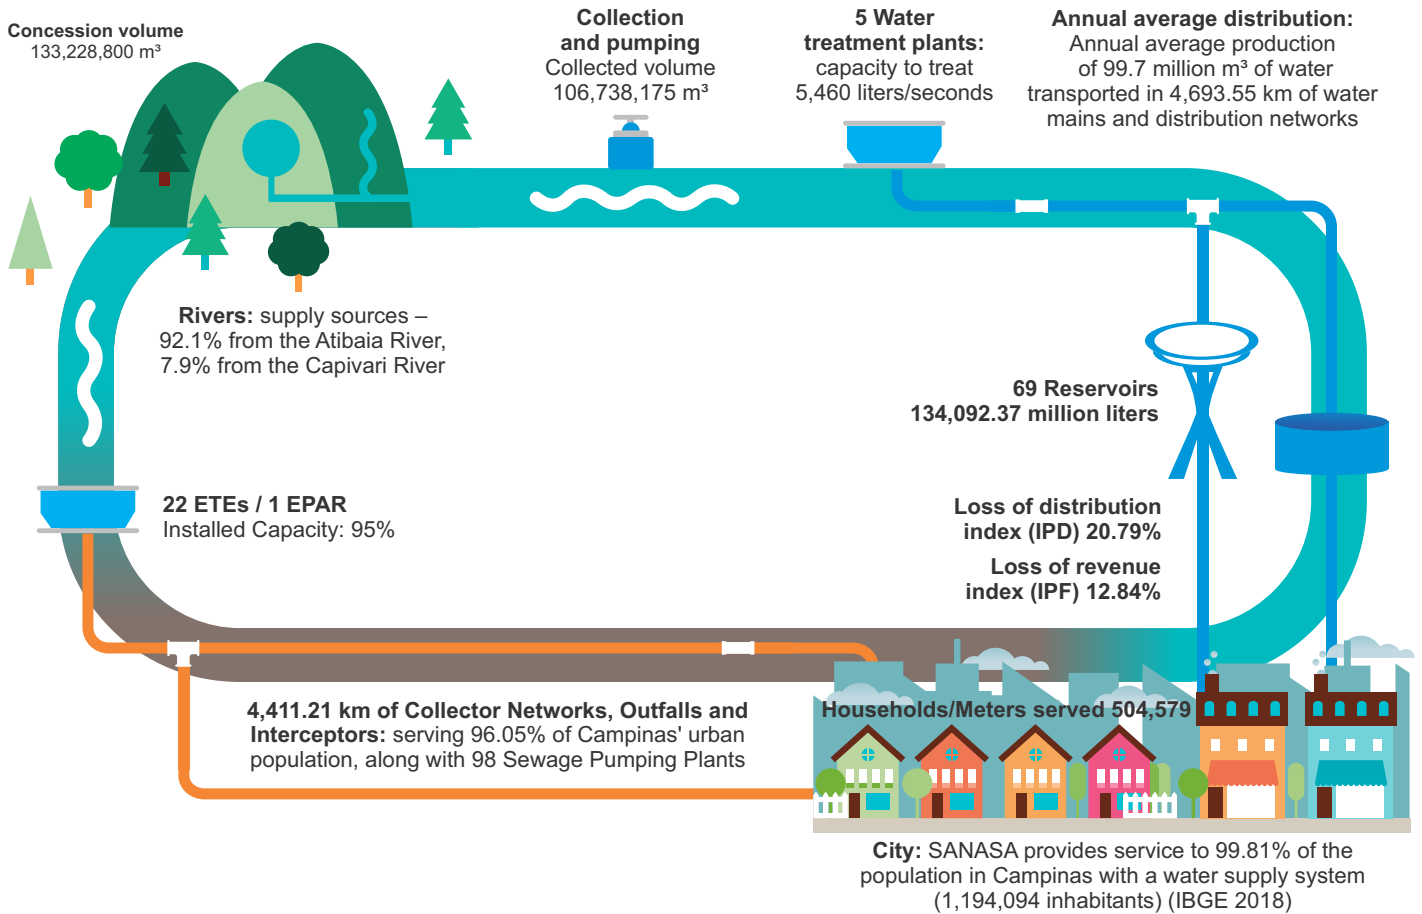 Concession volume
133,228,800 m³
Collection
and pumping
Collected volume
106,738,175 m³
5 Water
treatment plants:
capacity to treat
5,460 liters/seconds
Annual average distribution:
Annual average production
of 99.7 million m³ of water
transported in 4,693.55 km of water
mains and distribution networks
Rivers: supply sources –
92.1% from the Atibaia River,
7.9% from the Capivari River
69 Reservoirs
134,092.37 million liters
22 ETEs / 1 EPAR
Installed Capacity: 95%
Loss of distribution
index (IPD) 20.79%
Loss of revenue
index (IPF) 12.84%
4,411.21 km of Collector Networks, Outfalls and
Interceptors: serving 96.05% of Campinas' urban
population, along with 98 Sewage Pumping Plants
Households/Meters served 504,579
City: SANASA provides service to 99.81% of the
population in Campinas with a water supply system
(1,194,094 inhabitants) (IBGE 2018)